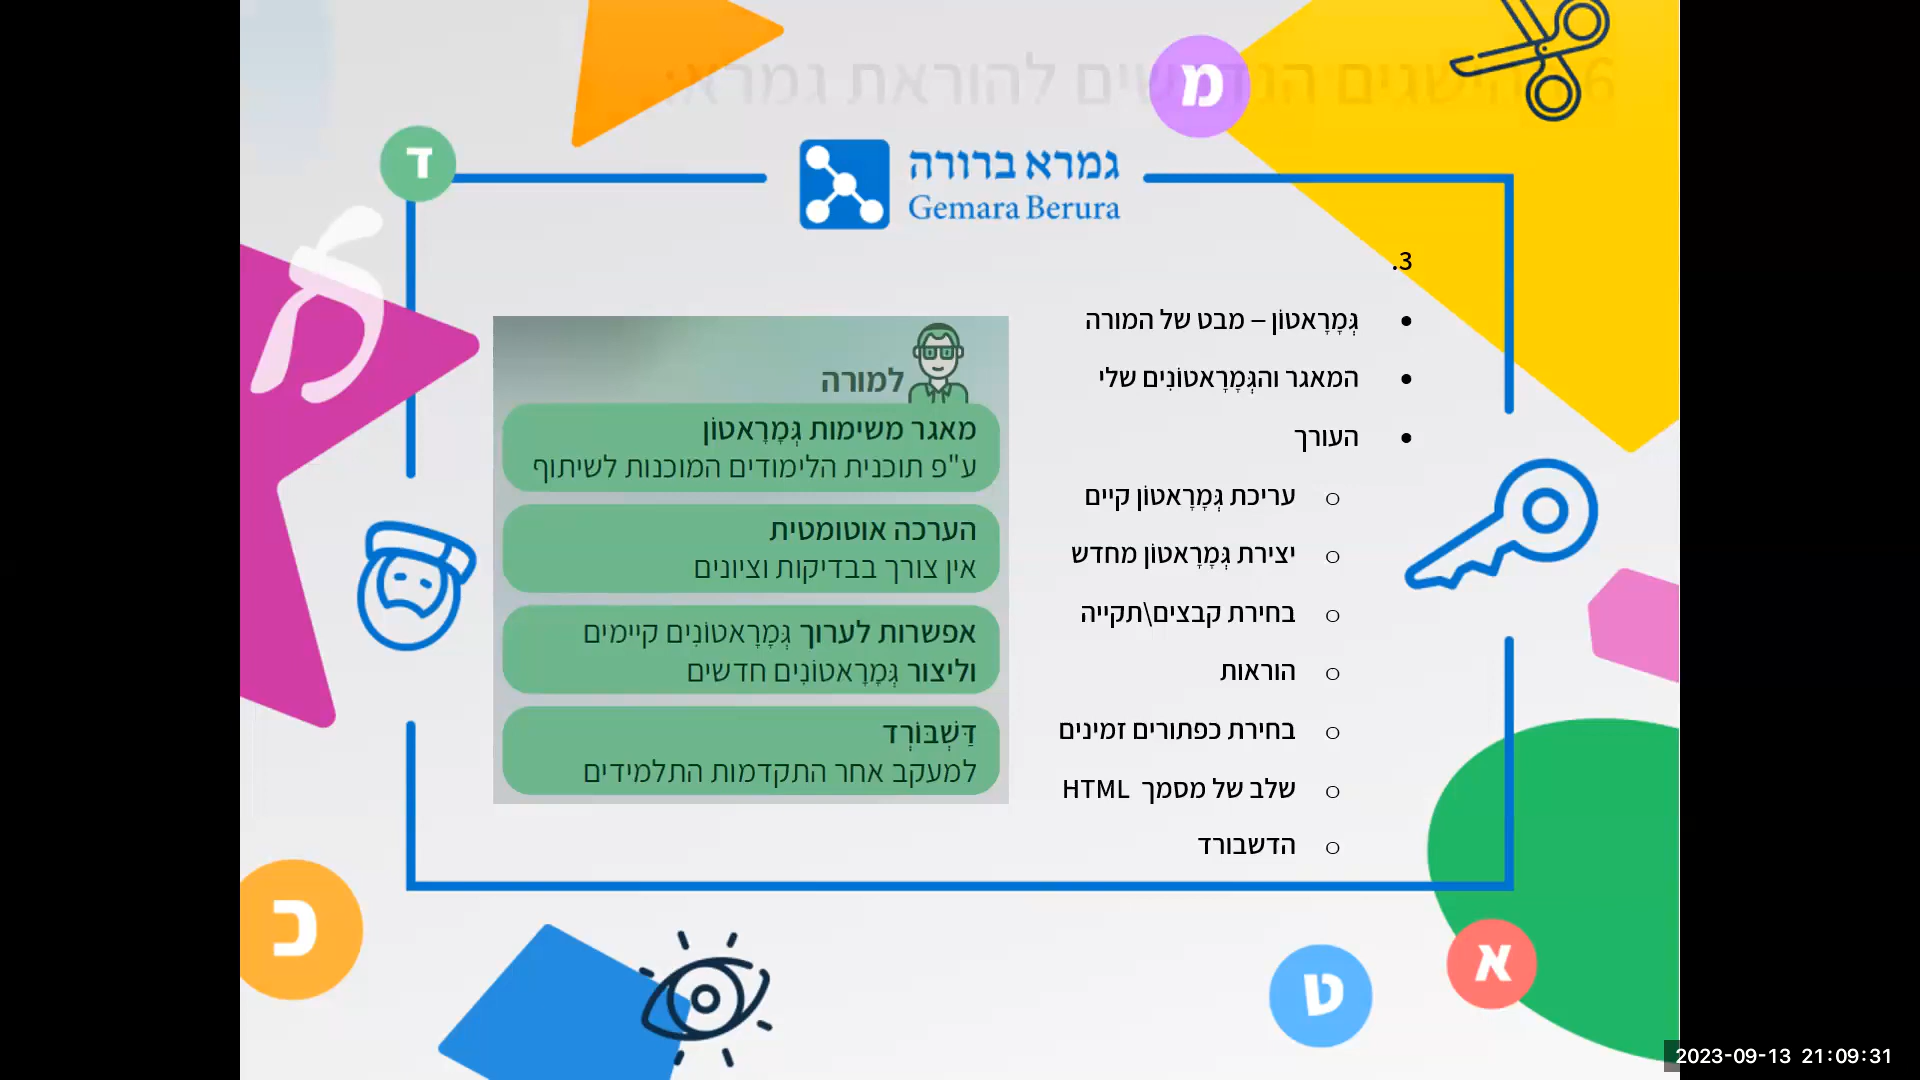 גמרא ברורה
Gemara Berura
3.
• גְּמָרָאטוֹן – מבט של המורה
• המאגר והגְּמָרָאטוֹנִים שלי
• העורך
○ עריכת גְּמָרָאטוֹן קיים
○ יצירת גְּמָרָאטוֹן מחדש
○ בחירת קבצים\תקייה
○ הוראות
○ בחירת כפתורים זמינים
○ שלב של מסמך HTML
○ הדשבורד
למורה
מאגר משימות גְּמָרָאטוֹן
ע"פ תוכנית הלימודים המוכנות לשיתוף
הערכה אוטומטית
אין צורך בבדיקות וציונים
אפשרות לערוך גְּמָרָאטוֹנִים קיימים
וליצור גְּמָרָאטוֹנִים חדשים
דַּשְׁבּוֹרְד
למעקב אחר התקדמות התלמידים
מ
ד
כ
ט
א
2023-09-13 21:09:31